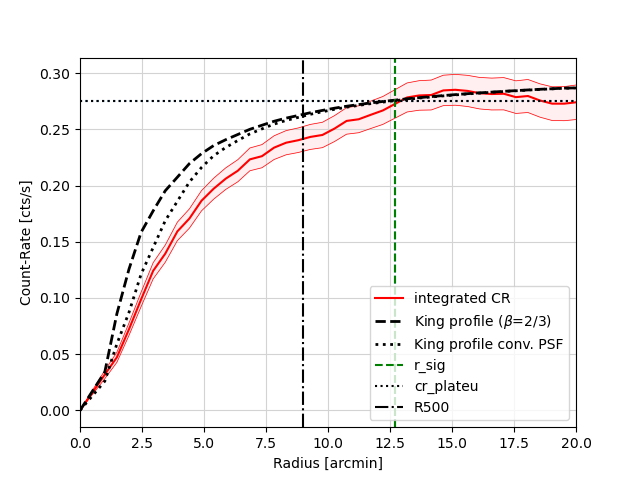 0.30
0.25
0.20
0.15
0.10
0.05
0.00
Count-Rate [cts/s]
integrated CR
King profile (β=2/3)
King profile conv. PSF
r_sig
cr_plateu
R500
0.0 2.5 5.0 7.5 10.0 12.5 15.0 17.5 20.0
Radius [arcmin]